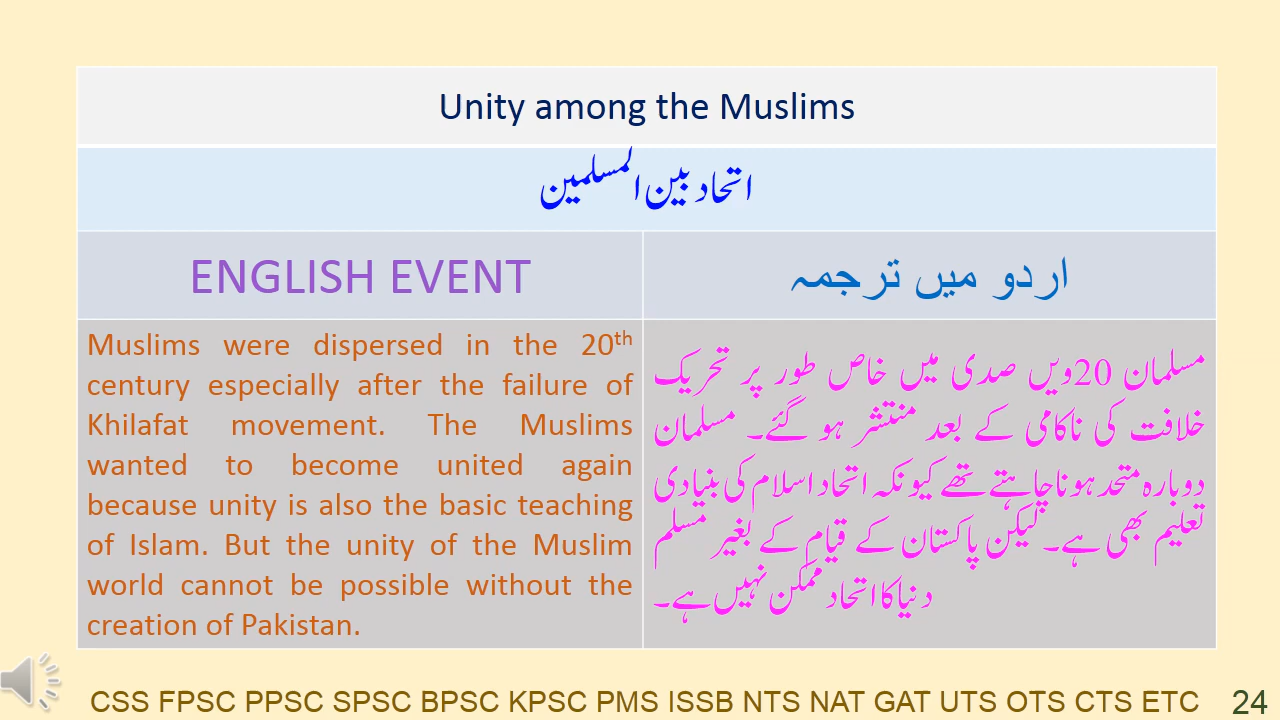 Unity among the Muslims
اتحاد بین المسلمین
ENGLISH EVENT
اردو میں ترجمہ
Muslims were dispersed in the 20th
century especially after the failure of
Khilafat movement. The Muslims
wanted to become united again
because unity is also the basic teaching
of Islam. But the unity of the Muslim
world cannot be possible without the
creation of Pakistan.
مسلمان 20ویں صدی میں خاص طور پر تحریک
خلافت کی ناکامی کے بعد منتشر ہو گئے۔ مسلمان
دوبارہ متحد ہونا چاہتے تھے کیونکہ اتحاد اسلام کی بنیادی
تعلیم بھی ہے۔ لیکن پاکستان کے قیام کے بغیر مسلم
دنیا کا اتحاد ممکن نہیں ہے۔
CSS FPSC PPSC SPSC BPSC KPSC PMS ISSB NTS NAT GAT UTS OTS CTS ETC
24